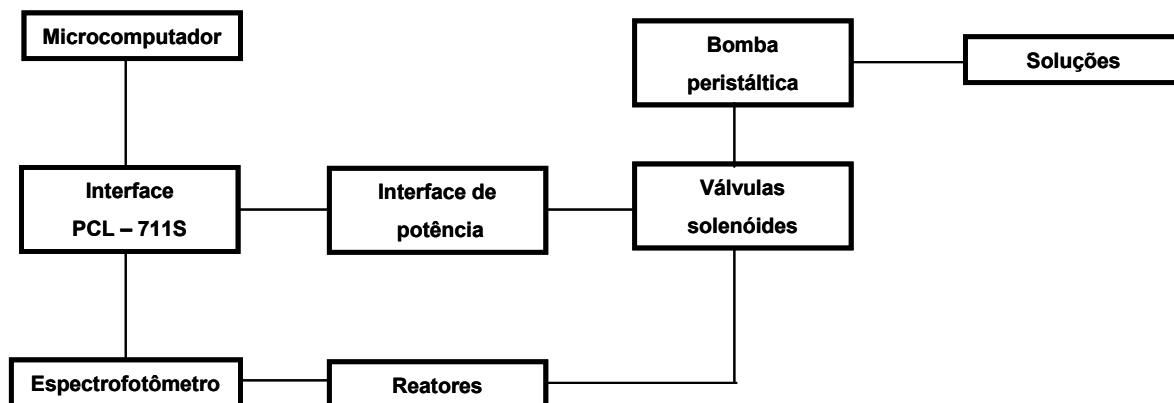 Microcomputador
Bomba
peristáltica
Soluções
Interface
PCL – 711S
Interface de
potência
Válvulas
solenóides
Espectrofotômetro
Reatores